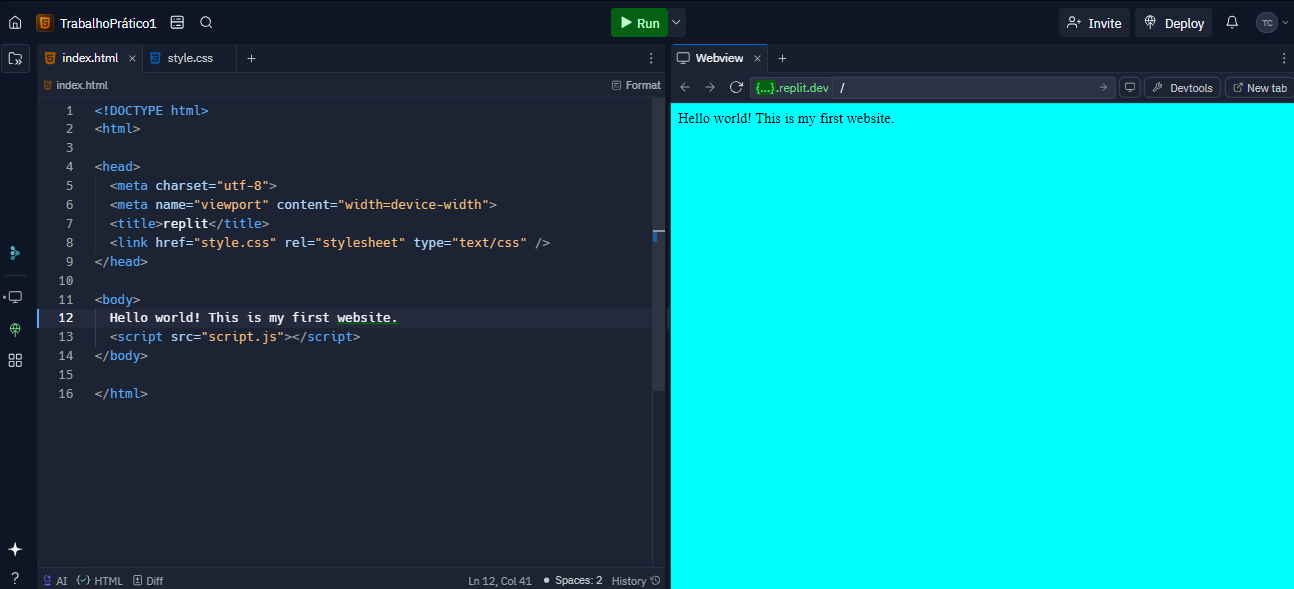 TrabalhoPrático1
Run
Invite
Deploy
TC
index.html
style.css
Webview
index.html
Format
{...}.replit.dev /
Devtools
New tab
1 <!DOCTYPE html>
2 <html>
3
4 <head>
5 <meta charset="utf-8">
6 <meta name="viewport" content="width=device-width">
7 <title>replit</title>
8 <link href="style.css" rel="stylesheet" type="text/css" />
9 </head>
10
11 <body>
12 Hello world! This is my first website.
13 <script src="script.js"></script>
14 </body>
15
16 </html>
Hello world! This is my first website.
AI
HTML
Diff
Ln 12, Col 41
Spaces: 2
History